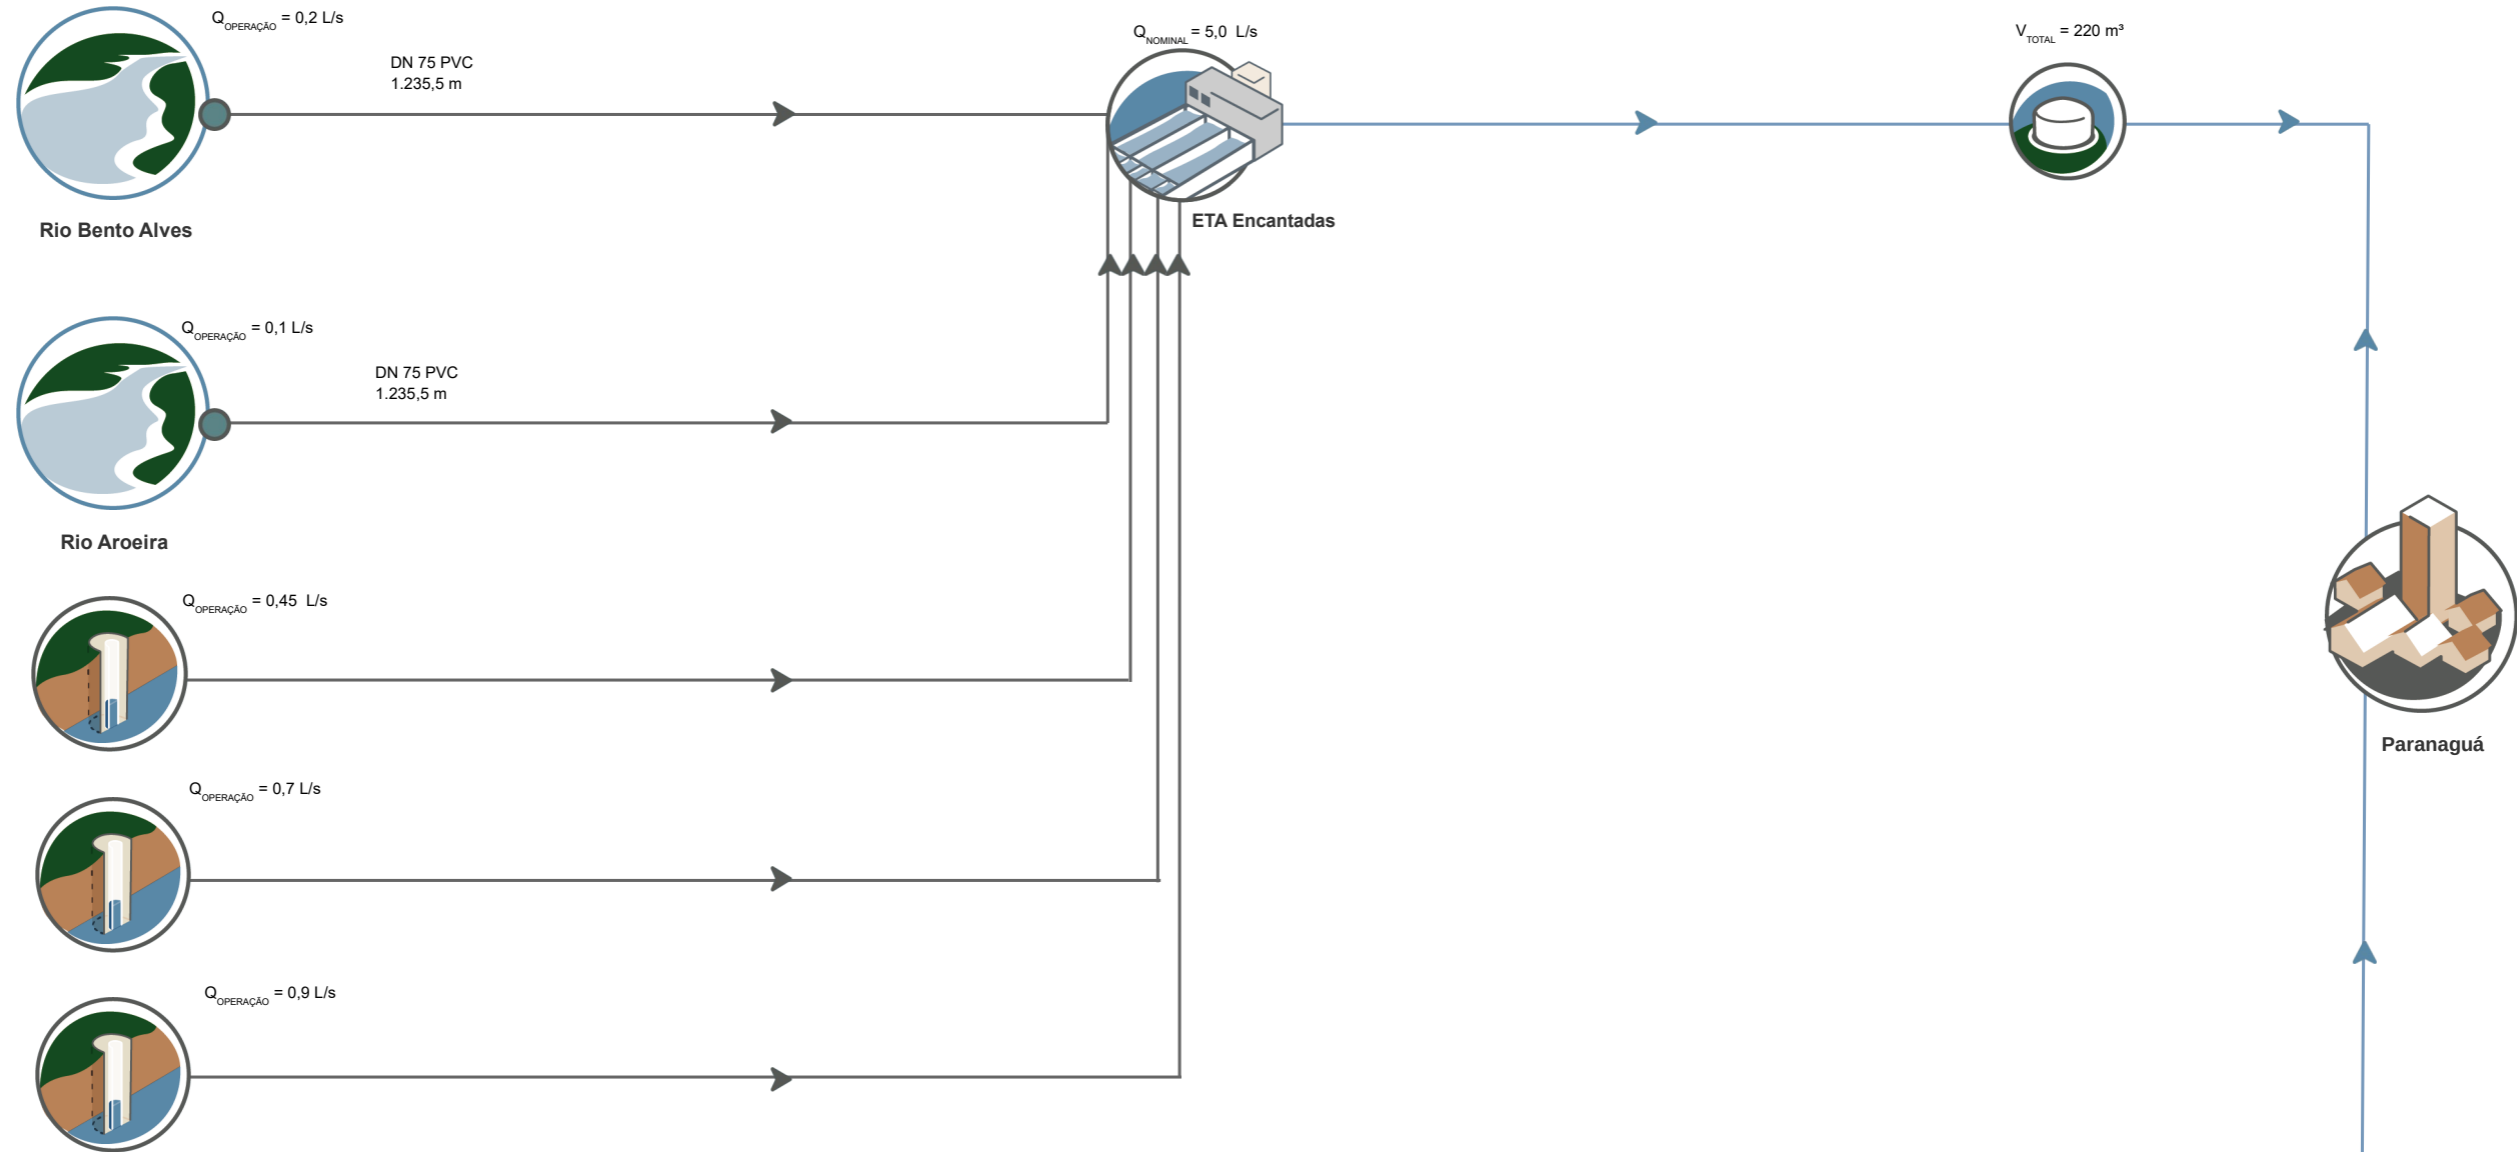 Q OPERAÇÃO = 0,2 L/s
DN 75 PVC
1.235,5 m
Rio Bento Alves
Q NOMINAL = 5,0 L/s
ETA Encantadas
V TOTAL = 220 m³
Q OPERAÇÃO = 0,1 L/s
DN 75 PVC
1.235,5 m
Rio Aroeira
Q OPERAÇÃO = 0,45 L/s
Paranaguá
Q OPERAÇÃO = 0,7 L/s
Q OPERAÇÃO = 0,9 L/s